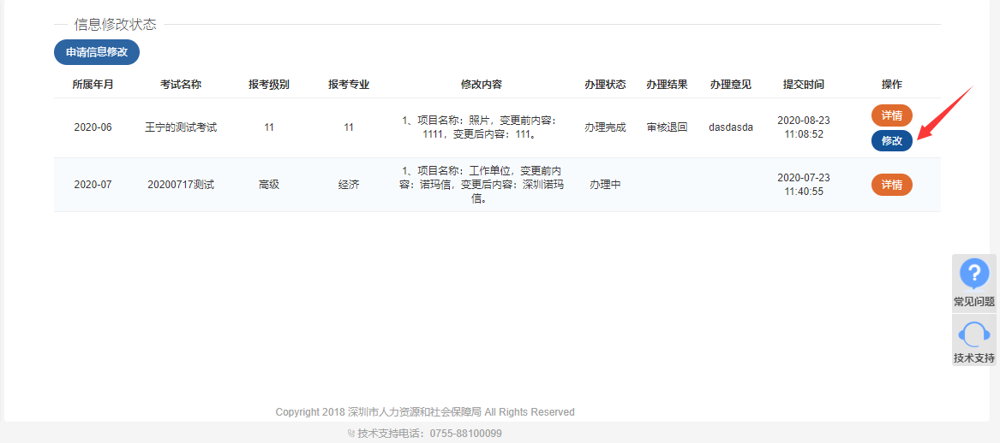 信息修改状态
申请信息修改
所属年月 考试名称 报考级别 报考专业 修改内容 办理状态 办理结果 办理意见 提交时间 操作
2020-06 王宁的测试考试 11 11 1、项目名称：照片，变更前内容：1111，变更后内容：111。 办理完成 审核退回 dasdasda 2020-08-23 11:08:52 详情 修改
2020-07 20200717测试 高级 经济 1、项目名称：工作单位，变更前内容：诺玛信，变更后内容：深圳诺玛信。 办理中 2020-07-23 11:40:55 详情
常见问题
技术支持
Copyright 2018 深圳市人力资源和社会保障局 All Rights Reserved
技术支持电话：0755-88100099